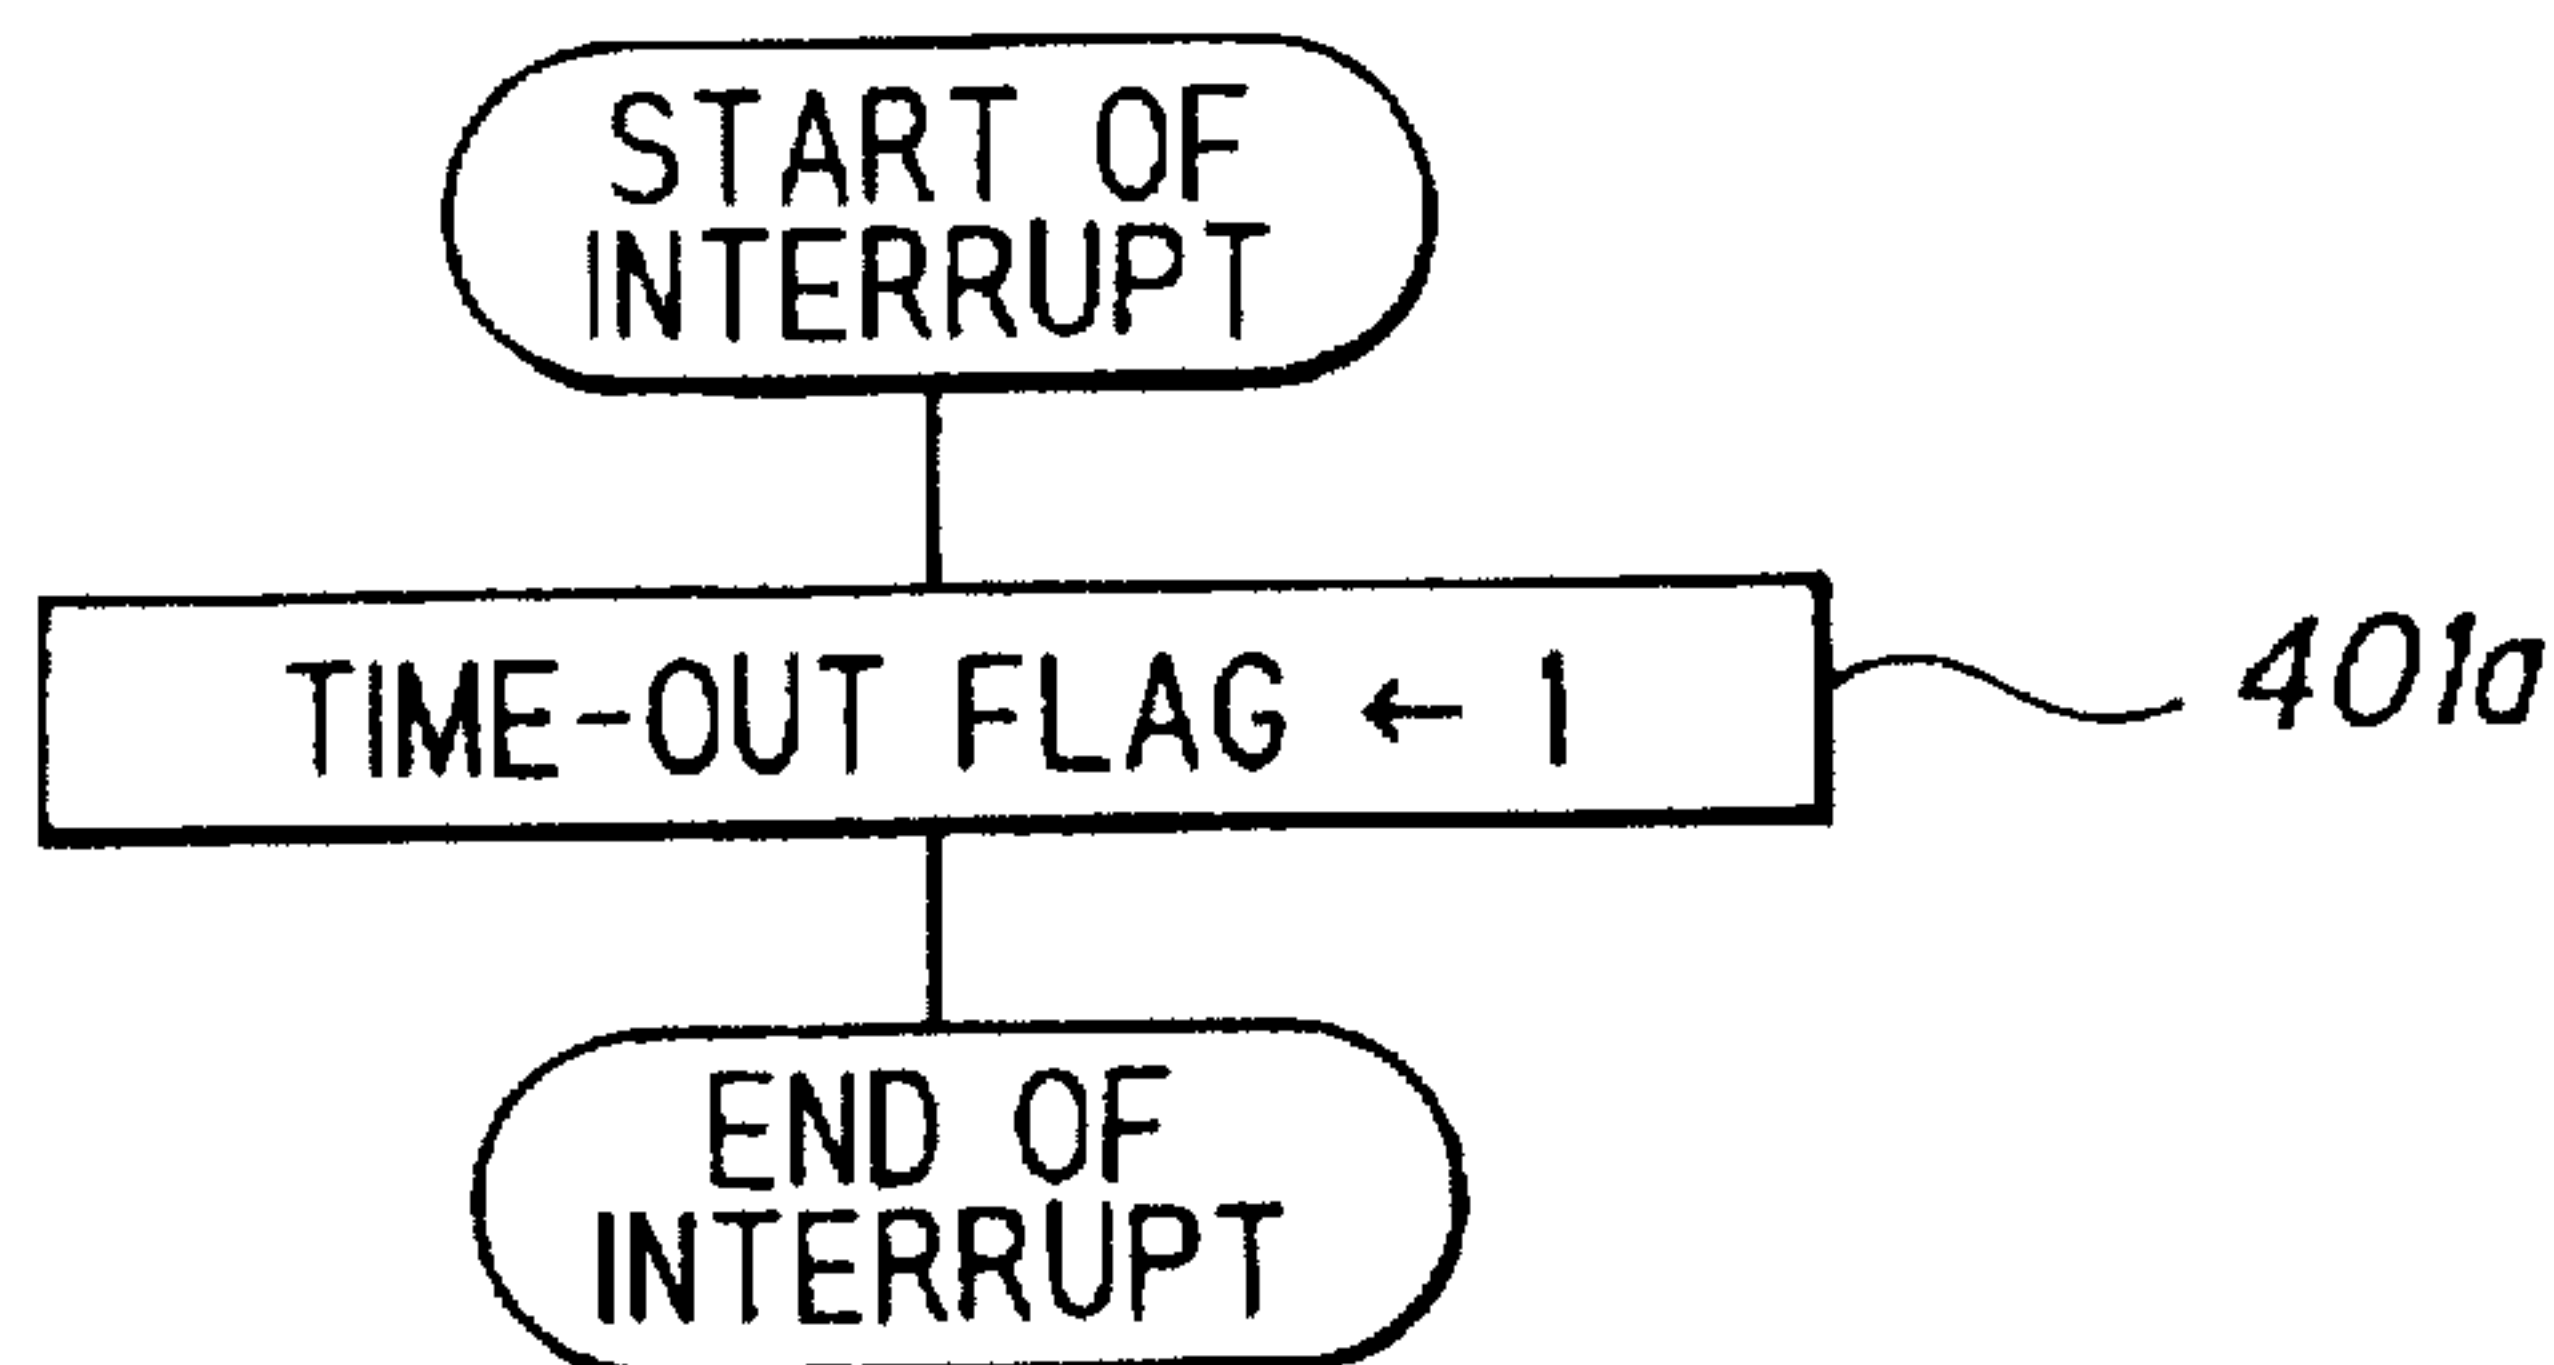 START OF
INTERRUPT
TIME-OUT FLAG ← 1
401a
END OF
INTERRUPT